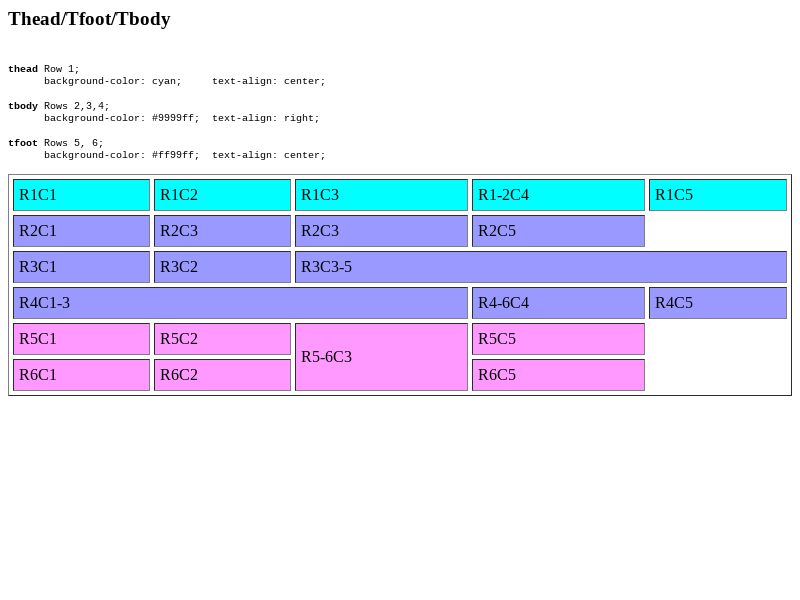 Thead/Tfoot/Tbody
thead Row 1;
background-color: cyan; text-align: center;
tbody Rows 2,3,4;
background-color: #9999ff; text-align: right;
tfoot Rows 5, 6;
background-color: #ff99ff; text-align: center;
R1C1 R1C2 R1C3 R1-2C4 R1C5
R2C1 R2C3 R2C3 R2C5
R3C1 R3C2 R3C3-5
R4C1-3 R4-6C4 R4C5
R5C1 R5C2 R5-6C3 R5C5
R6C1 R6C2 R6C5